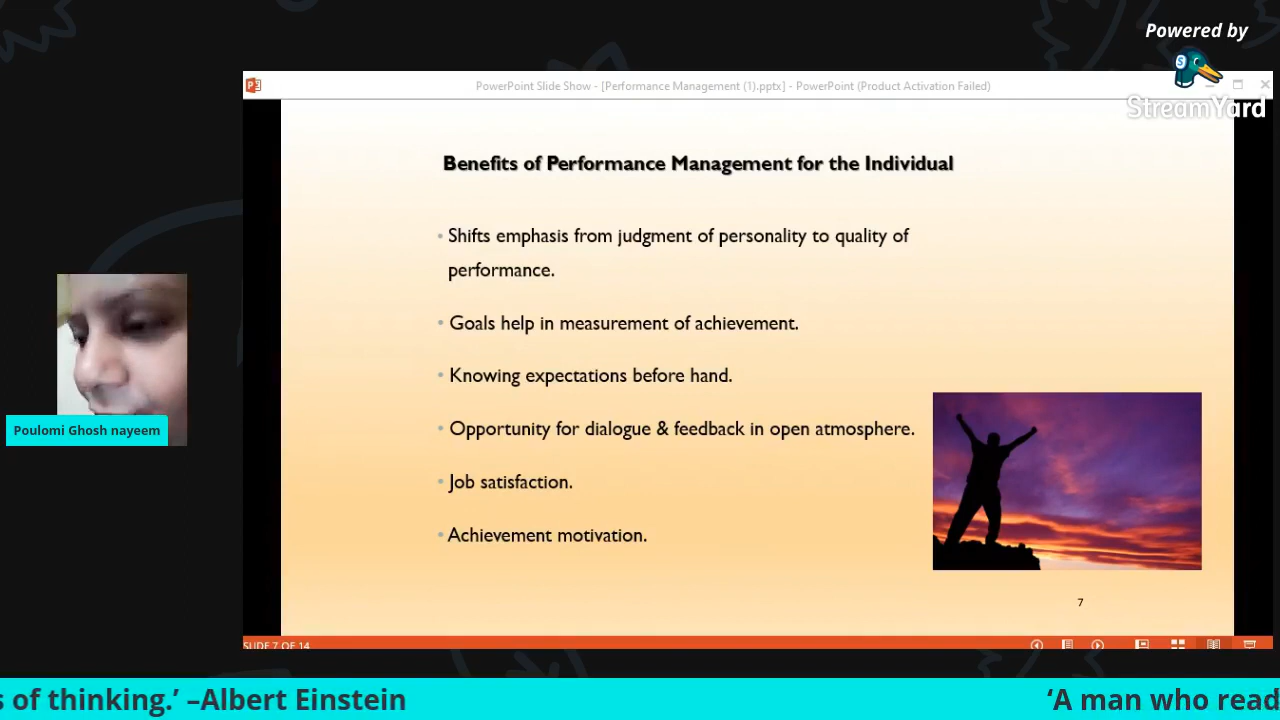 Powered by
StreamYard
PowerPoint Slide Show - [Performance Management (1).pptx] - PowerPoint (Product Activation Failed)
Benefits of Performance Management for the Individual
• Shifts emphasis from judgment of personality to quality of
performance.
• Goals help in measurement of achievement.
• Knowing expectations before hand.
• Opportunity for dialogue & feedback in open atmosphere.
• Job satisfaction.
• Achievement motivation.
7
SLIDE 7 OF 14
Poulomi Ghosh nayeem
s of thinking.’ –Albert Einstein
‘A man who read